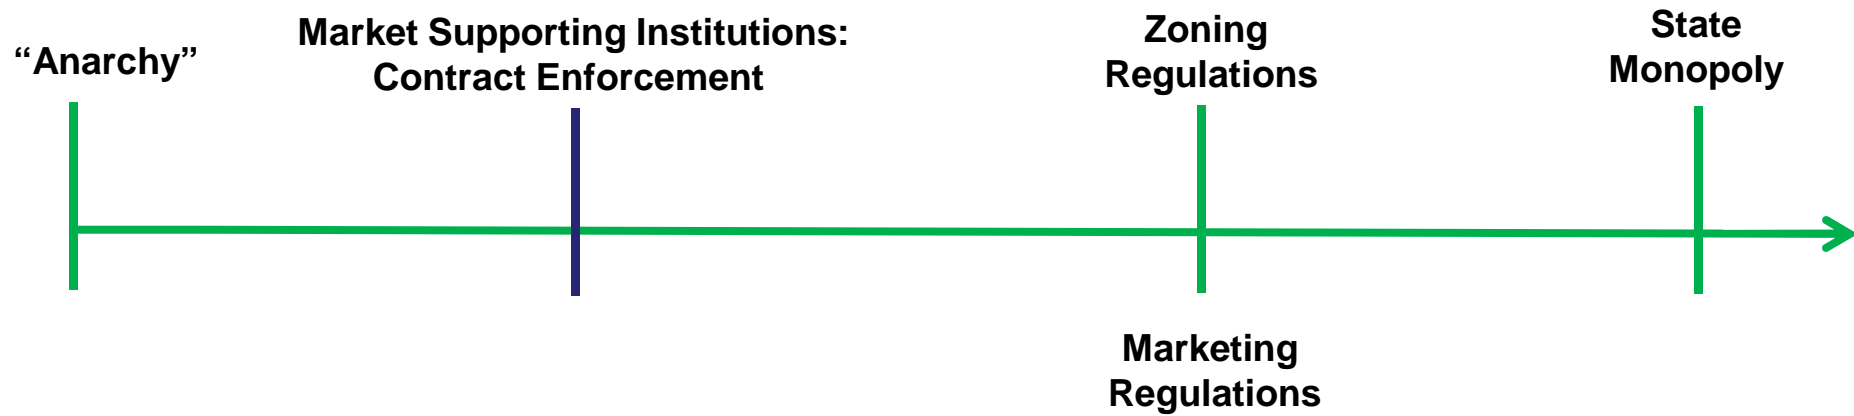 “Anarchy”
Market Supporting Institutions:
Contract Enforcement
Zoning
Regulations
State
Monopoly
Marketing
Regulations